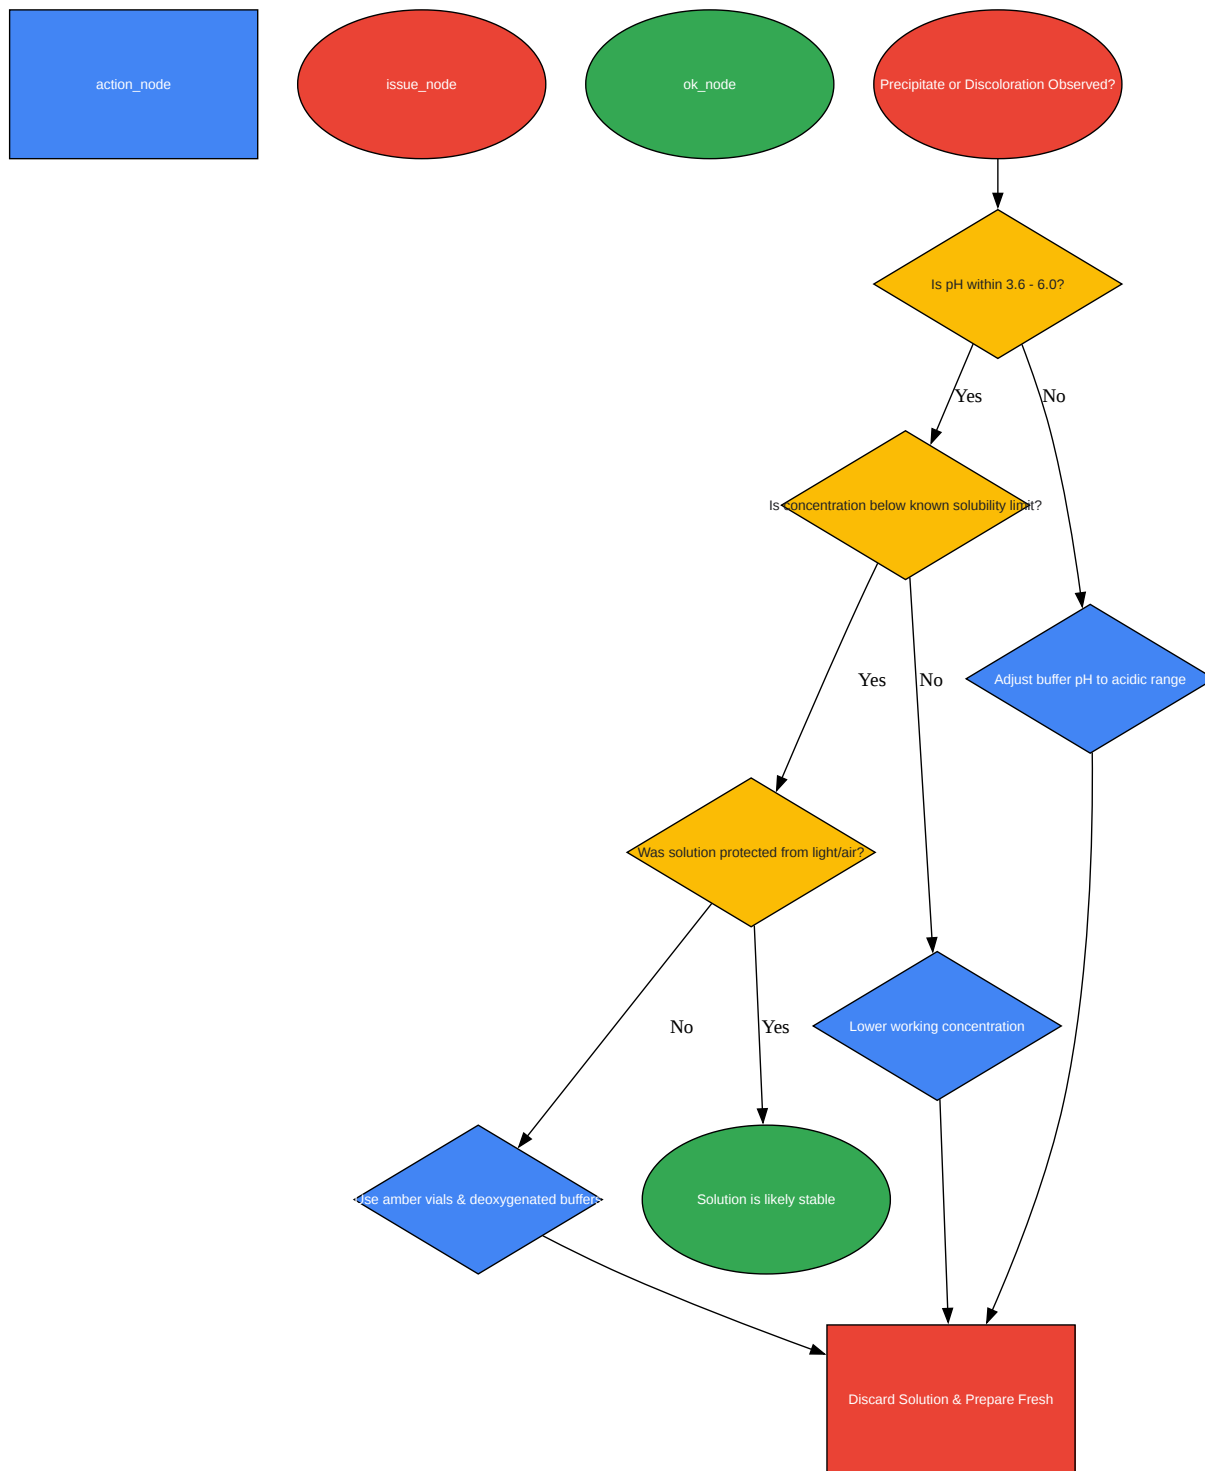 action_node
issue_node
ok_node
Precipitate or Discoloration Observed?
Is pH within 3.6 - 6.0?
Yes
No
Is concentration below known solubility limit?
Yes
No
Adjust buffer pH to acidic range
Was solution protected from light/air?
No
Yes
Lower working concentration
Use amber vials & deoxygenated buffers
Solution is likely stable
Discard Solution & Prepare Fresh